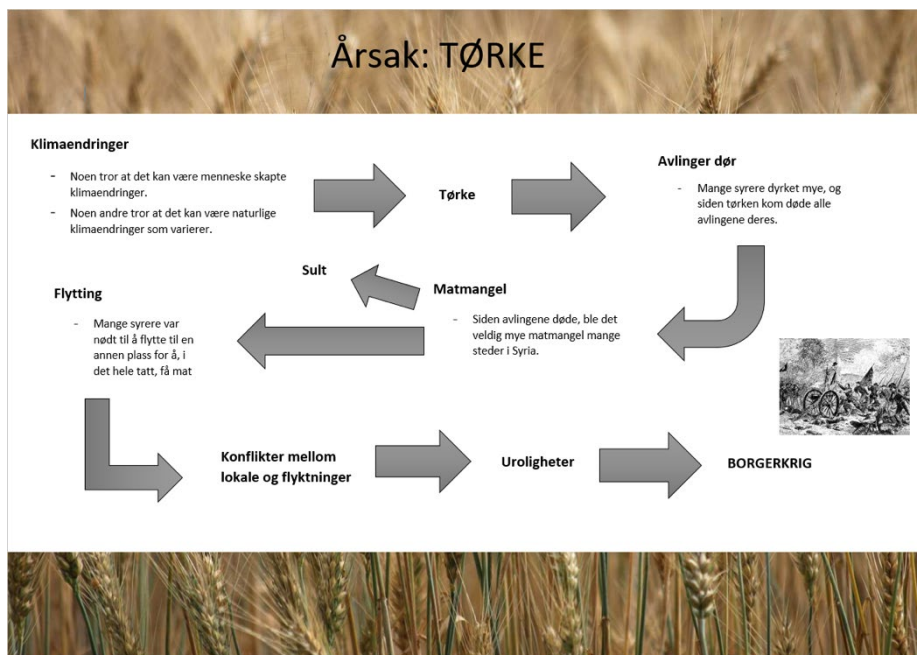 Årsak: TØRKE
Klimaendringer
- Noen tror at det kan være menneske skapte
klimaendringer.
- Noen andre tror at det kan være naturlige
klimaendringer som varierer.
Tørke
Avlinger dør
- Mange syrere dyrket mye, og
siden tørken kom døde alle
avlingene deres.
Matmangel
- Siden avlingene døde, ble det
veldig mye matmangel mange
steder i Syria.
Sult
Flytting
- Mange syrere var
nødt til å flytte til en
annen plass for å, i
det hele tatt, få mat
Konflikter mellom
lokale og flyktninger
Uroligheter
BORGERKRIG